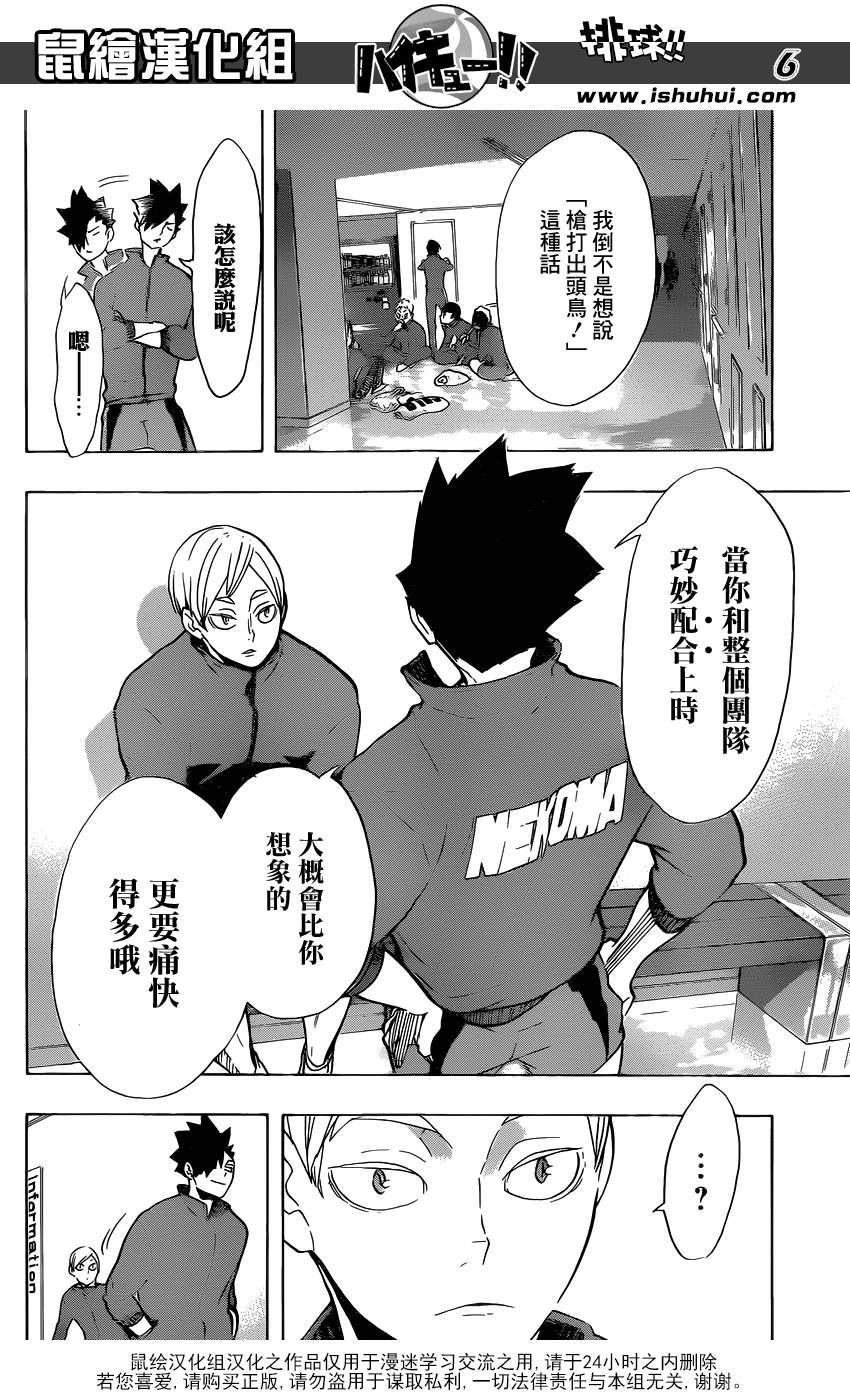 鼠繪漢化組
ハイキュー!!
排球!!
6
www.ishuhui.com
我倒不是想說
「槍打出頭鳥！」
這種話
該怎麼說呢
嗯——…
當你和整個團隊
巧妙配合上時
NEKOMA
大概會比你
想象的
更要痛快
得多哦
…？
Information
鼠绘汉化组汉化之作品仅用于漫迷学习交流之用, 请于24小时之内删除
若您喜爱, 请购买正版, 请勿用于谋取私利, 一切法律责任与本组无关, 谢谢。